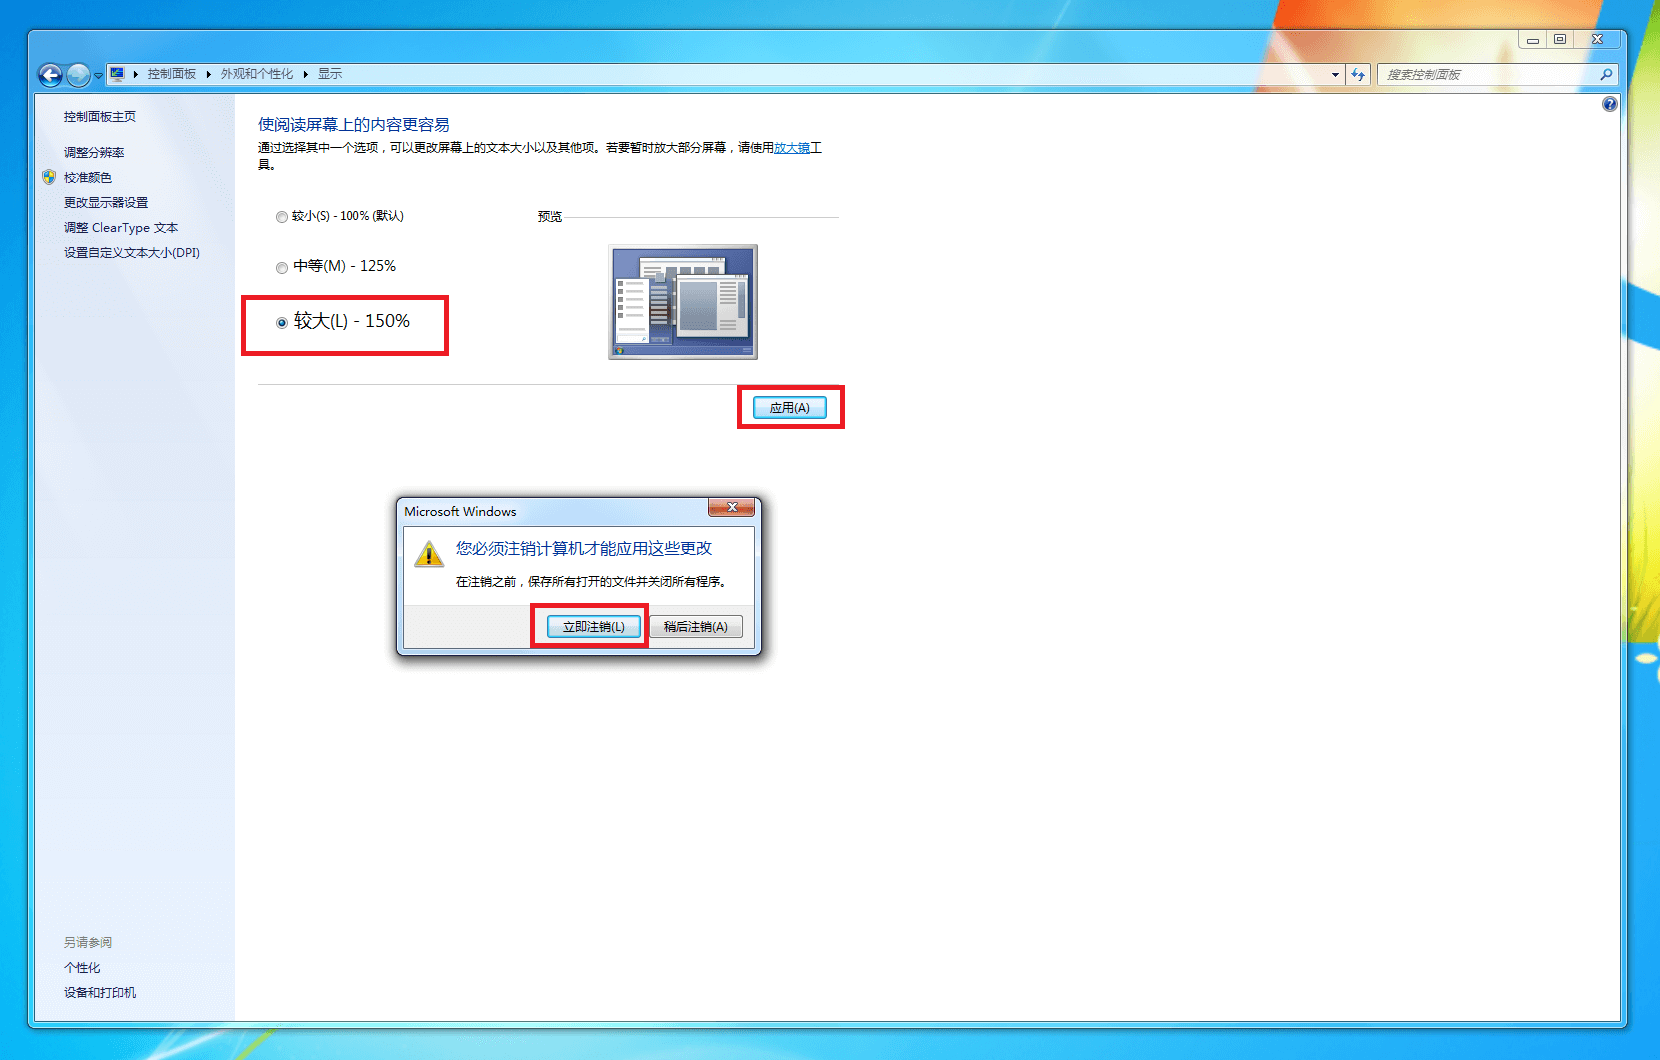 控制面板 外观和个性化 显示
搜索控制面板
控制面板主页
调整分辨率
校准颜色
更改显示器设置
调整 ClearType 文本
设置自定义文本大小(DPI)
另请参阅
个性化
设备和打印机
使阅读屏幕上的内容更容易
通过选择其中一个选项，可以更改屏幕上的文本大小以及其他项。若要暂时放大部分屏幕，请使用放大镜工
具。
较小(S) - 100% (默认)
预览
中等(M) - 125%
较大(L) - 150%
应用(A)
Microsoft Windows
您必须注销计算机才能应用这些更改
在注销之前，保存所有打开的文件并关闭所有程序。
立即注销(L) 稍后注销(A)